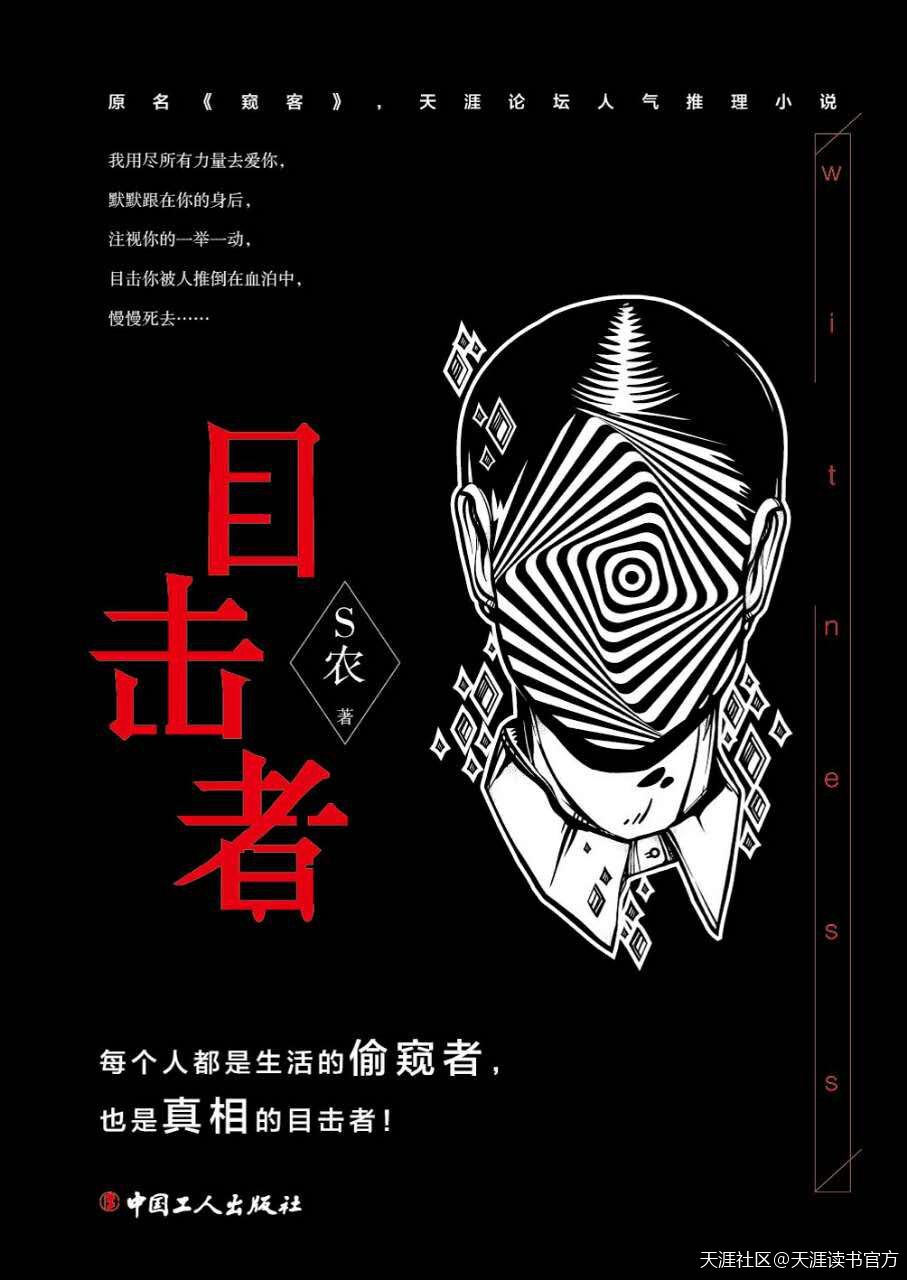 原名《窥客》，天涯论坛人气推理小说
我用尽所有力量去爱你，
默默跟在你的身后，
注视你的一举一动，
目击你被人推倒在血泊中，
慢慢死去……
目击者
S农
著
witness
每个人都是生活的偷窥者，
也是真相的目击者！
中国工人出版社
天涯社区@天涯读书官方